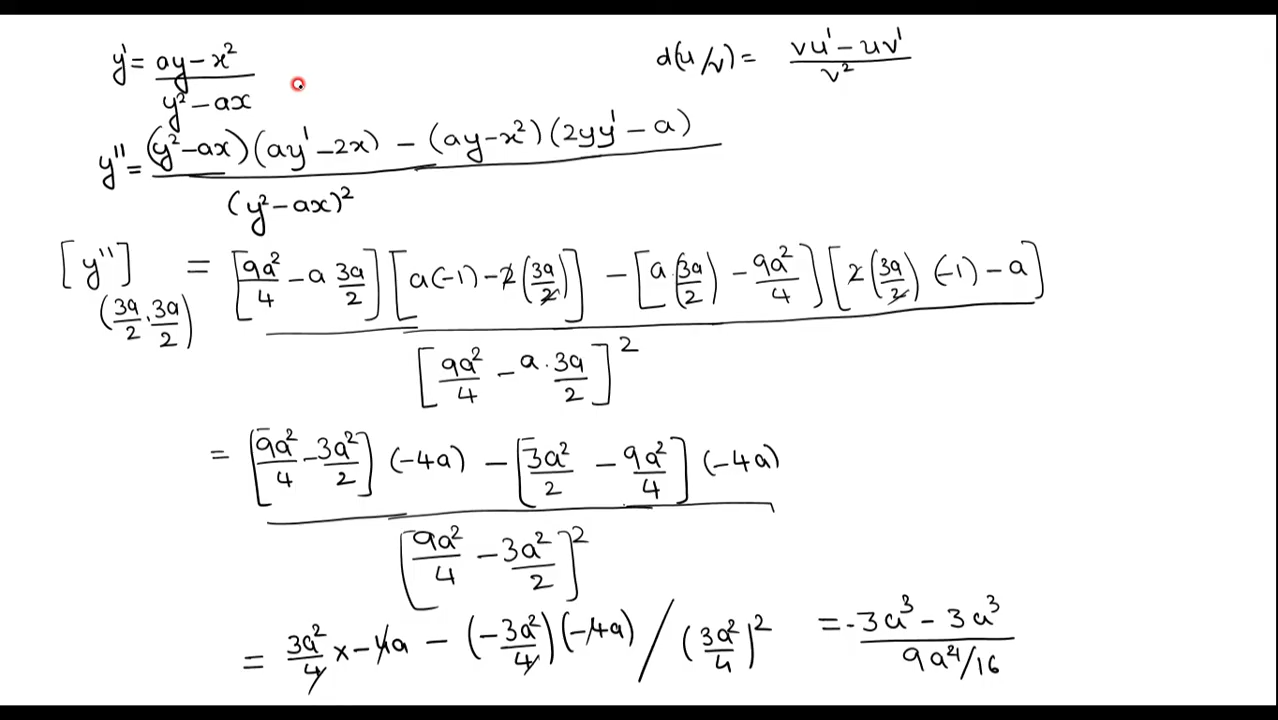 y' = (ay - x²)/(y² - ax)    d(u/v) = (vu' - uv')/v²
y'' = ((y² - ax)(ay' - 2x) - (ay - x²)(2yy' - a))/(y² - ax)²
[y''] (3a/2, 3a/2) = ([9a²/4 - a 3a/2][a(-1) - 2(3a/2)] - [a·(3a/2) - 9a²/4][2(3a/2)(-1) - a])/[9a²/4 - a·3a/2]²
= ([9a²/4 - 3a²/2](-4a) - [3a²/2 - 9a²/4](-4a))/[9a²/4 - 3a²/2]²
= 3a²/4 x -4a - (-3a²/4)(-4a) / (3a²/4)²    = (-3a³ - 3a³)/(9a⁴/16)